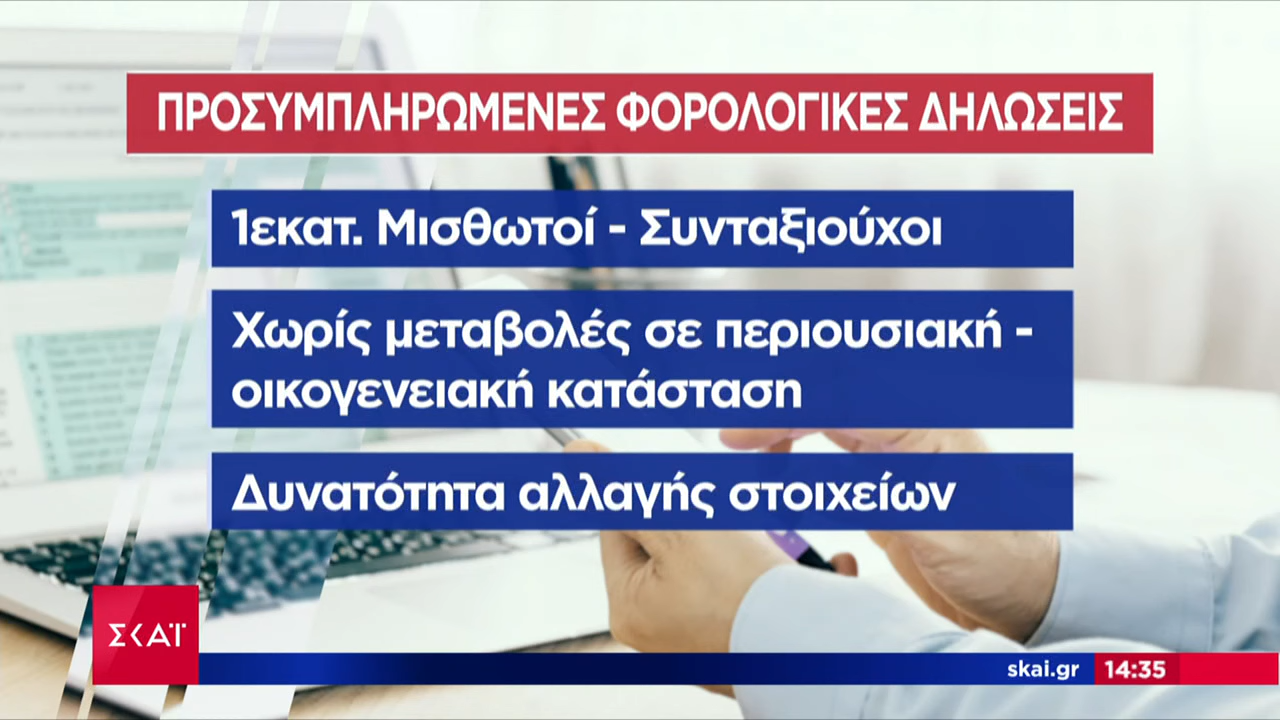 ΠΡΟΣΥΜΠΛΗΡΩΜΕΝΕΣ ΦΟΡΟΛΟΓΙΚΕΣ ΔΗΛΩΣΕΙΣ
1εκατ. Μισθωτοί - Συνταξιούχοι
Χωρίς μεταβολές σε περιουσιακή -
οικογενειακή κατάσταση
Δυνατότητα αλλαγής στοιχείων
ΣΚΑΪ
skai.gr 14:35